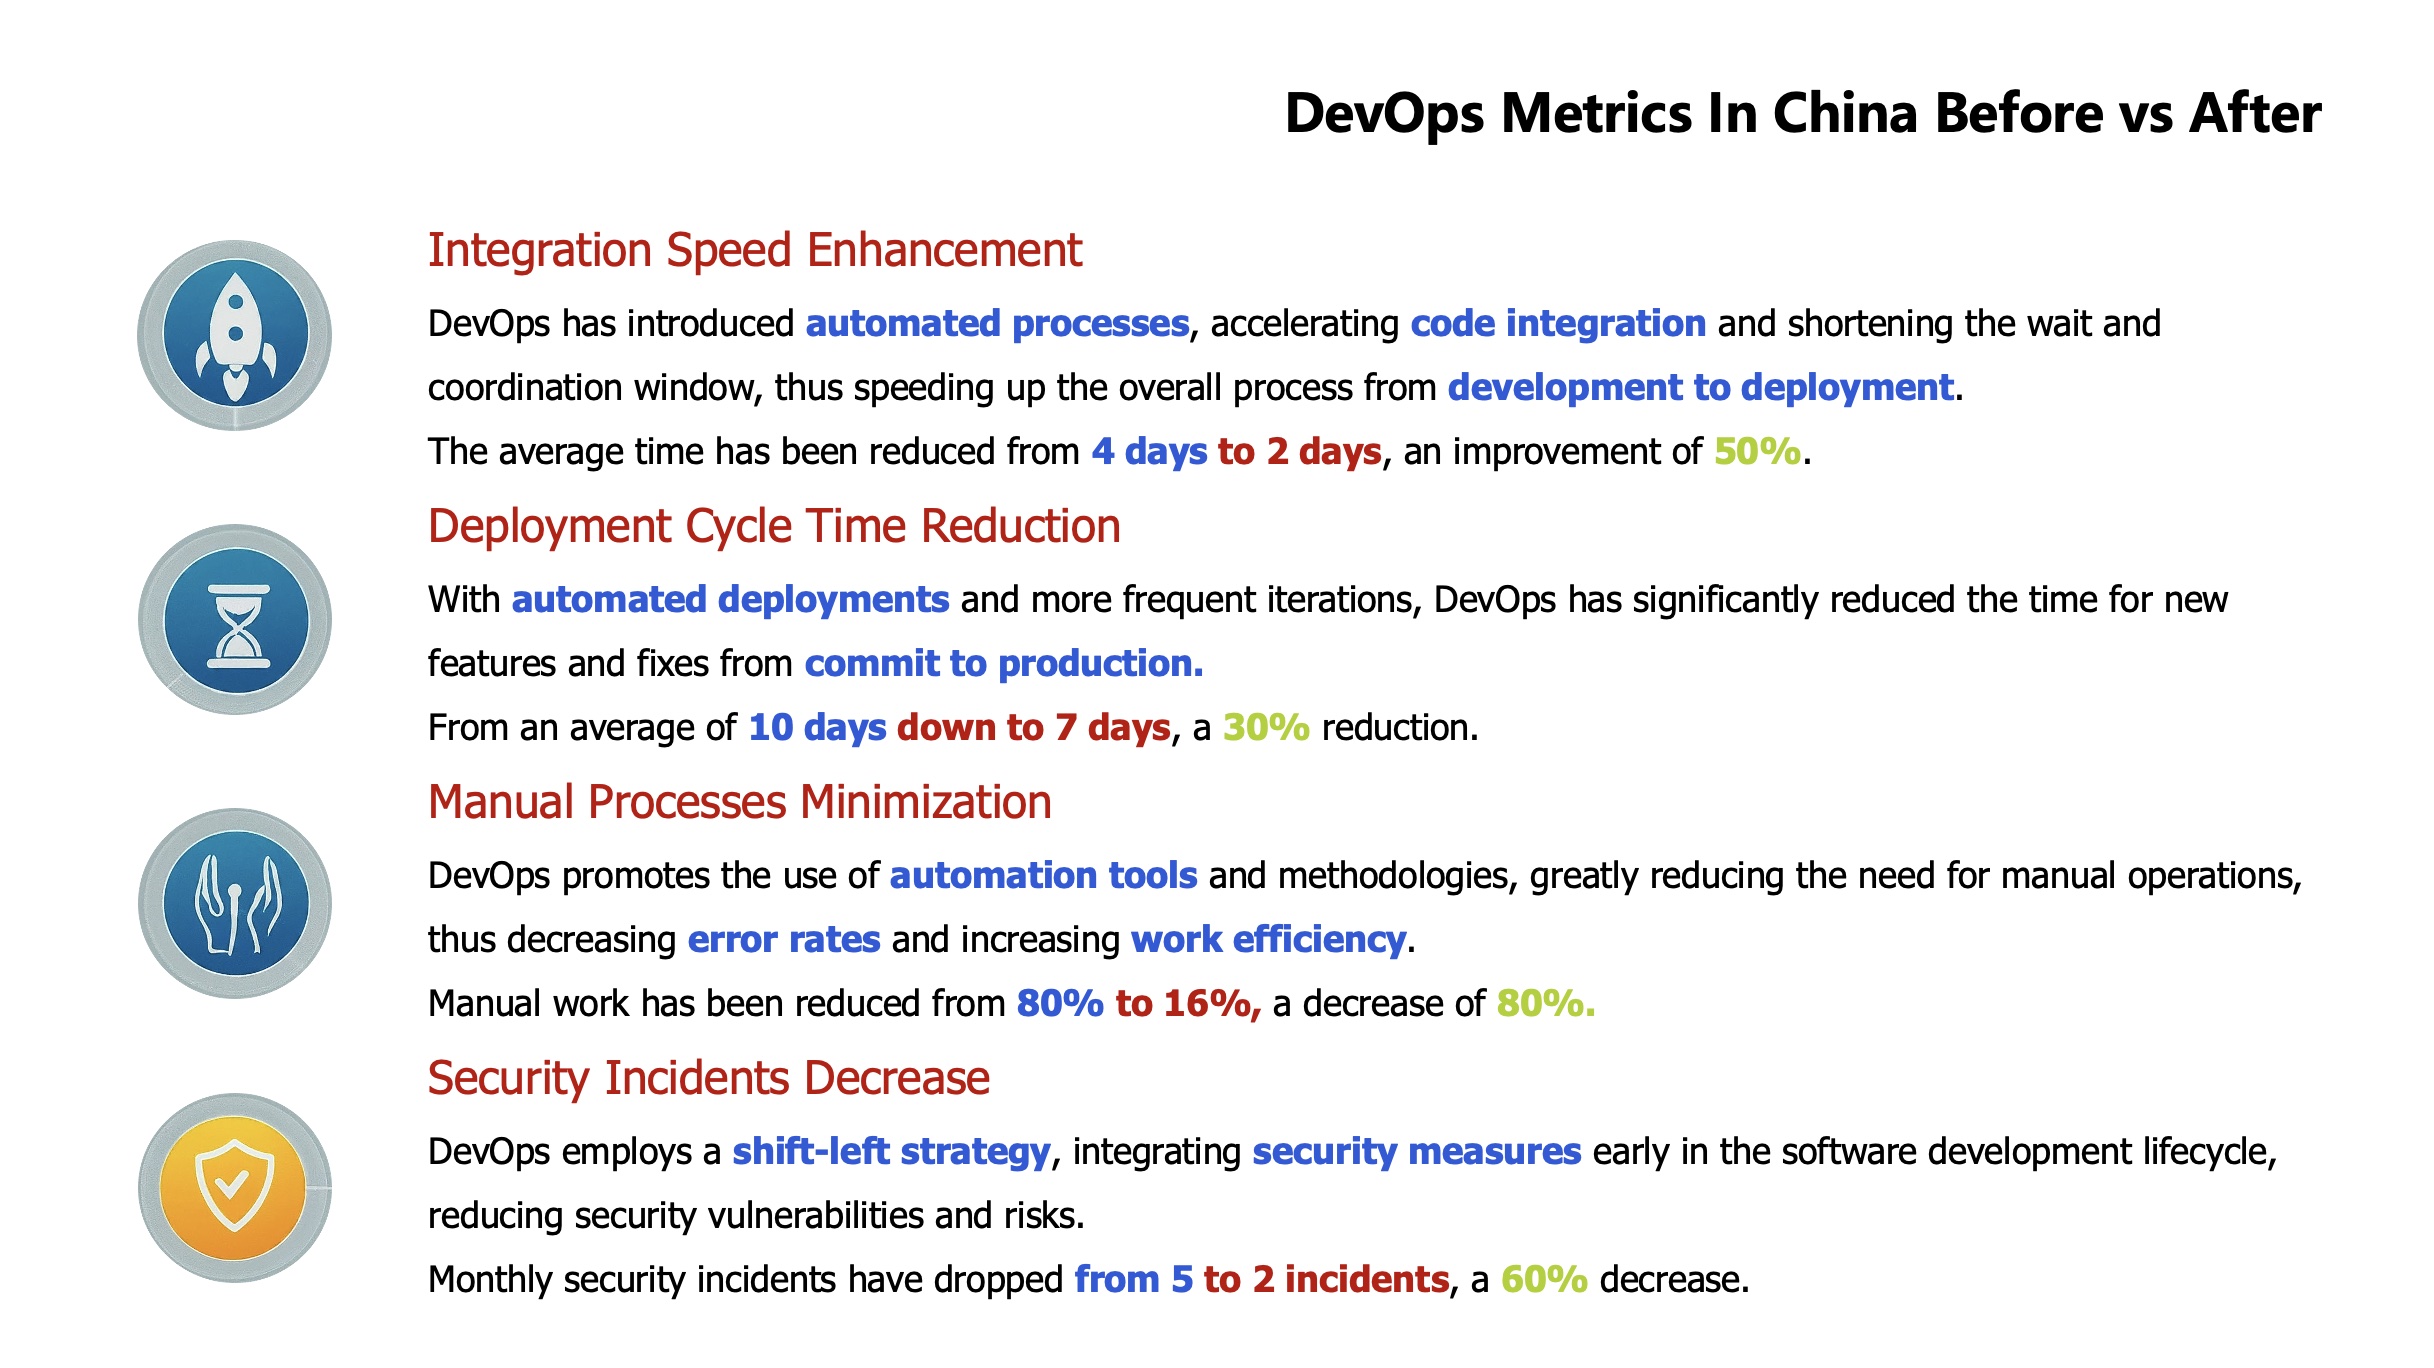 DevOps Metrics In China Before vs After
Integration Speed Enhancement
DevOps has introduced automated processes, accelerating code integration and shortening the wait and
coordination window, thus speeding up the overall process from development to deployment.
The average time has been reduced from 4 days to 2 days, an improvement of 50%.
Deployment Cycle Time Reduction
With automated deployments and more frequent iterations, DevOps has significantly reduced the time for new
features and fixes from commit to production.
From an average of 10 days down to 7 days, a 30% reduction.
Manual Processes Minimization
DevOps promotes the use of automation tools and methodologies, greatly reducing the need for manual operations,
thus decreasing error rates and increasing work efficiency.
Manual work has been reduced from 80% to 16%, a decrease of 80%.
Security Incidents Decrease
DevOps employs a shift-left strategy, integrating security measures early in the software development lifecycle,
reducing security vulnerabilities and risks.
Monthly security incidents have dropped from 5 to 2 incidents, a 60% decrease.